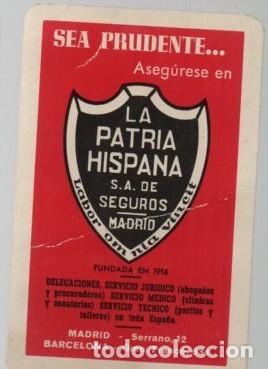 SEA PRUDENTE...
Asegúrese en
LA
PATRIA
HISPANA
S.A. DE
SEGUROS
MADRID
Labor omnia vincit
FUNDADA EN 1916
DELEGACIONES, SERVICIO JURIDICO (abogados
y procuradores) SERVICIO MEDICO (clínicas
y sanatorios) SERVICIO TECNICO (peritos y
talleres) en toda España.
MADRID - Serrano, 12
BARCELONA
todocoleccion.net